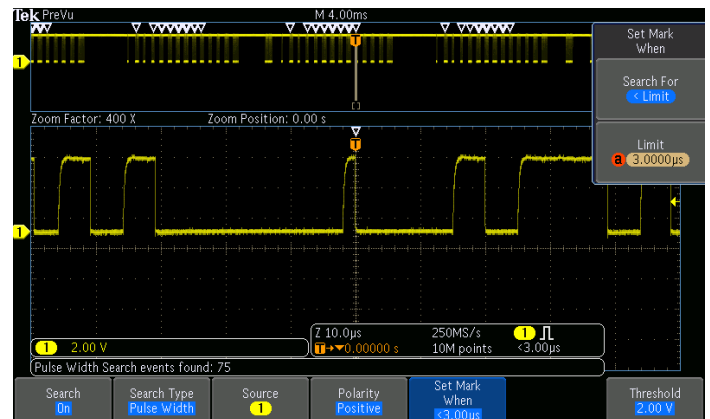 Tek PreVu M 4.00ms
1
T
Zoom Factor: 400 X Zoom Position: 0.00 s
T
1
Set Mark
When
Search For
< Limit
Limit
a 3.0000µs
1 2.00 V
Z 10.0µs 250MS/s 1
T→▼0.00000 s 10M points <3.00µs
Pulse Width Search events found: 75
Search
On
Search Type
Pulse Width
Source
1
Polarity
Positive
Set Mark
When
<3.00µs
Threshold
2.00 V